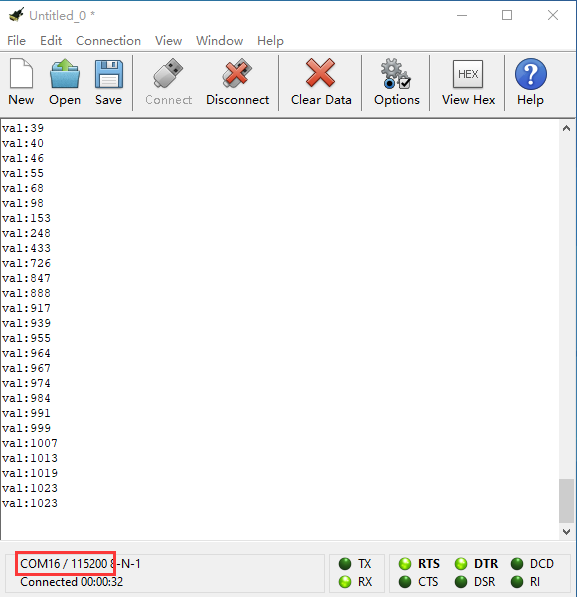 Untitled_0 *
File Edit Connection View Window Help
New Open Save Connect Disconnect Clear Data Options HEX View Hex Help
val:39
val:40
val:46
val:55
val:68
val:98
val:153
val:248
val:433
val:726
val:847
val:888
val:917
val:939
val:955
val:964
val:967
val:974
val:984
val:991
val:999
val:1007
val:1013
val:1019
val:1023
val:1023
COM16 / 115200 8-N-1 TX RTS DTR DCD
Connected 00:00:32 RX CTS DSR RI